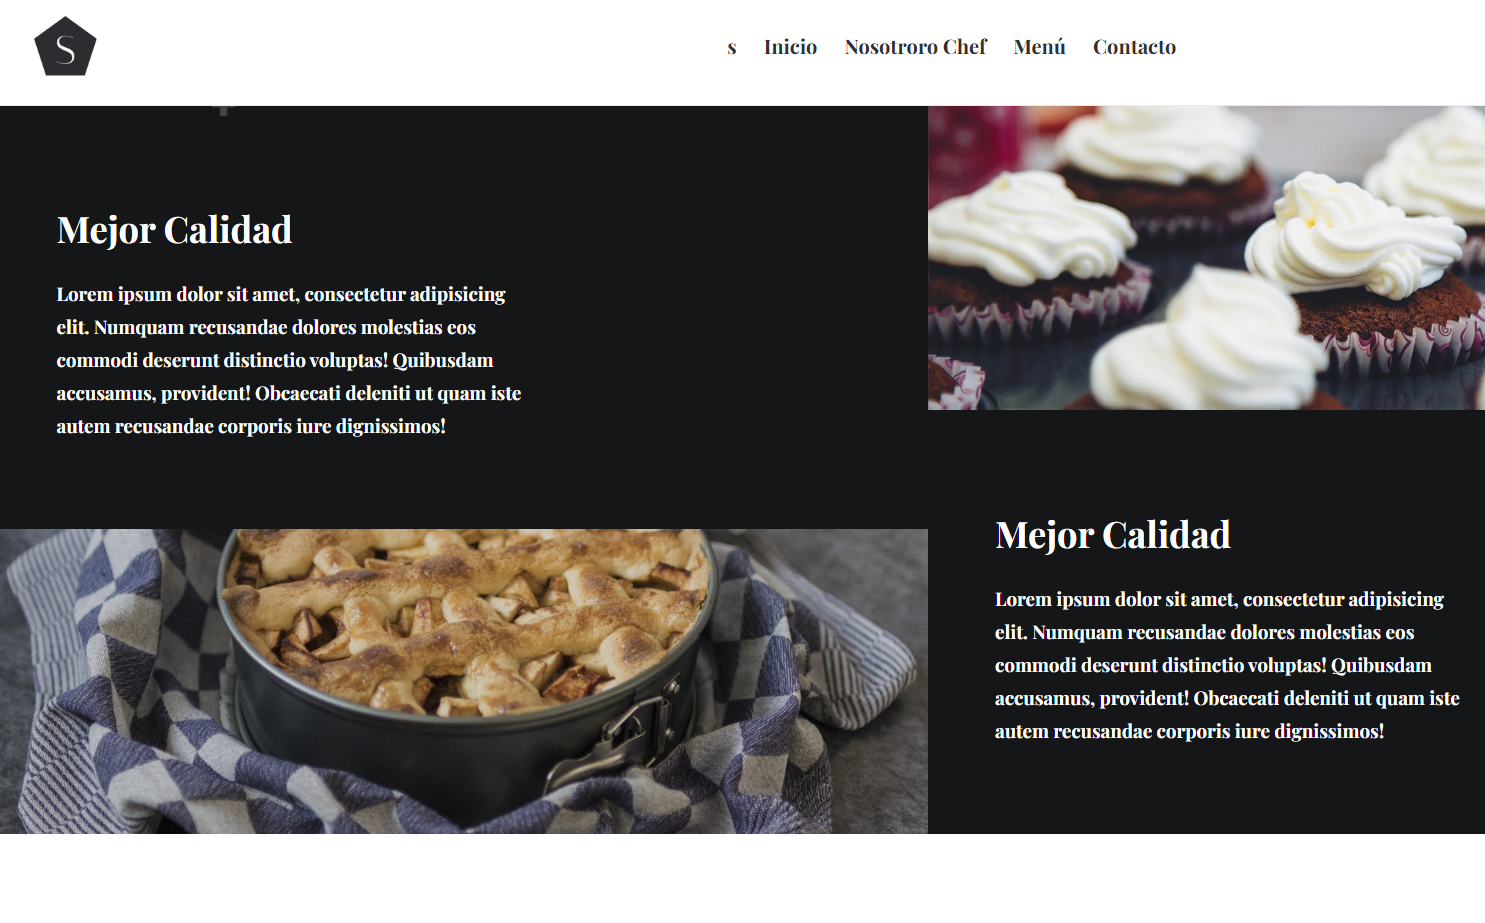 S
s Inicio Nosotroro Chef Menú Contacto
Mejor Calidad
Lorem ipsum dolor sit amet, consectetur adipisicing
elit. Numquam recusandae dolores molestias eos
commodi deserunt distinctio voluptas! Quibusdam
accusamus, provident! Obcaecati deleniti ut quam iste
autem recusandae corporis iure dignissimos!
Mejor Calidad
Lorem ipsum dolor sit amet, consectetur adipisicing
elit. Numquam recusandae dolores molestias eos
commodi deserunt distinctio voluptas! Quibusdam
accusamus, provident! Obcaecati deleniti ut quam iste
autem recusandae corporis iure dignissimos!